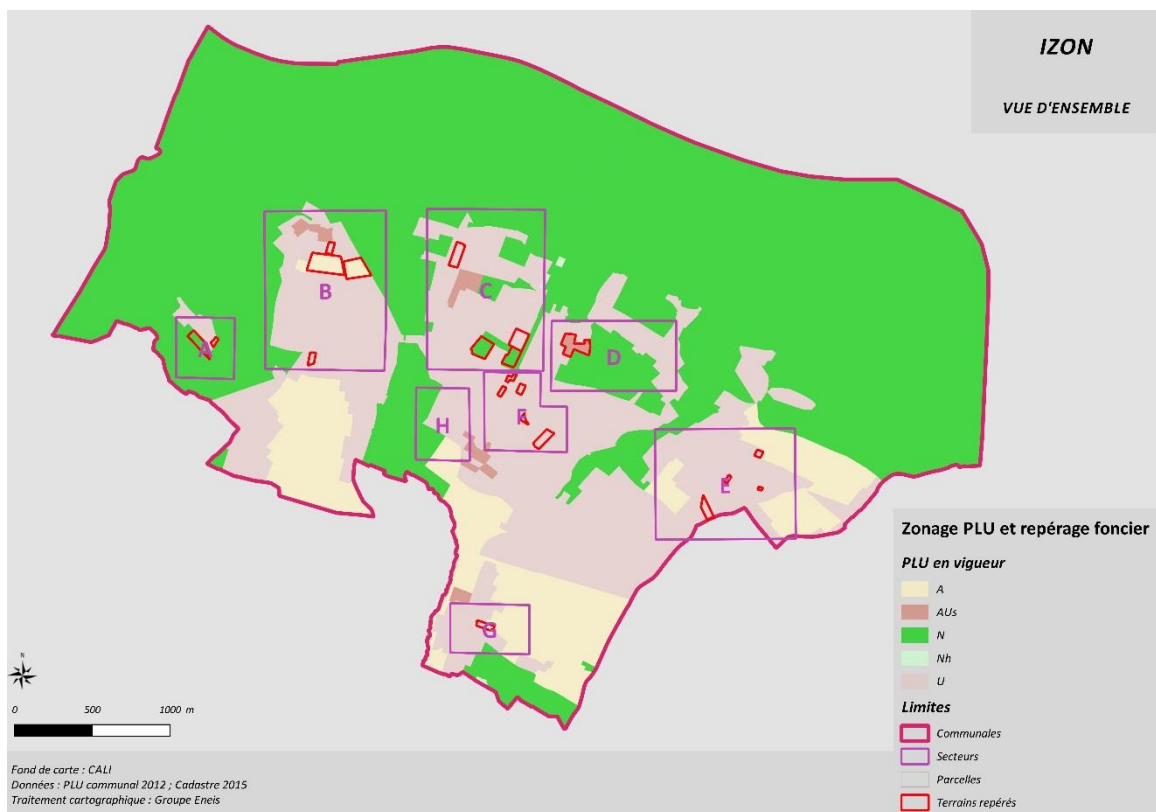 IZON
VUE D'ENSEMBLE
B
C
A
D
H
F
E
G
Zonage PLU et repérage foncier
PLU en vigueur
A
AUs
N
Nh
U
Limites
Communales
Secteurs
Parcelles
Terrains repérés
N
0 500 1000 m
Fond de carte : CALI
Données : PLU communal 2012 ; Cadastre 2015
Traitement cartographique : Groupe Eneis